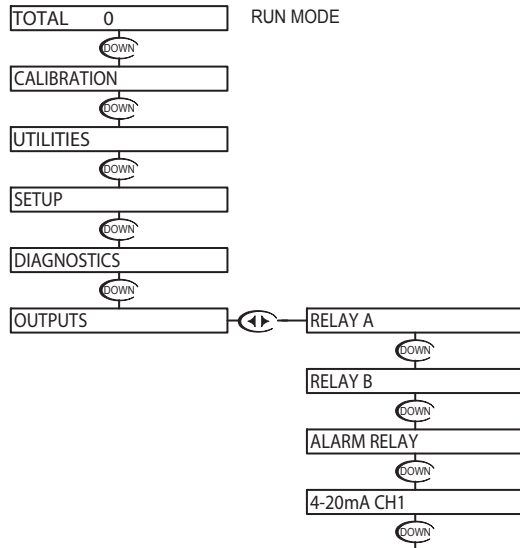 TOTAL 0 RUN MODE
DOWN
CALIBRATION
DOWN
UTILITIES
DOWN
SETUP
DOWN
DIAGNOSTICS
DOWN
OUTPUTS RELAY A
DOWN
RELAY B
DOWN
ALARM RELAY
DOWN
4-20mA CH1
DOWN